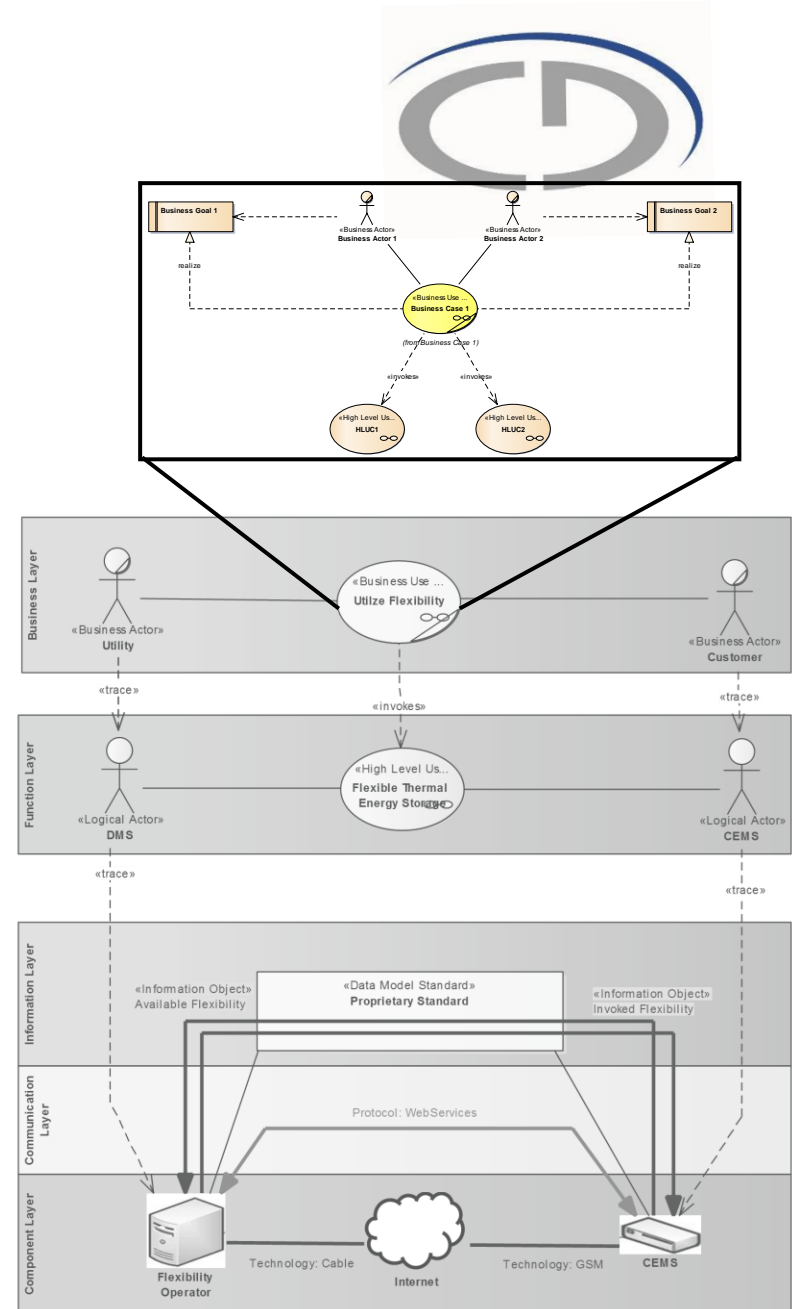 Business Goal 1
«Business Actor»
Business Actor 1
«Business Actor»
Business Actor 2
Business Goal 2
realize
realize
«Business Use ...
Business Case 1
(from Business Case 1)
«invokes»
«invokes»
«High Level Us...
HLUC1
«High Level Us...
HLUC2
Business Layer
«Business Actor»
Utility
«Business Use ...
Utilze Flexibility
«Business Actor»
Customer
«trace»
«invokes»
«trace»
Function Layer
«Logical Actor»
DMS
«High Level Us...
Flexible Thermal
Energy Storage
«Logical Actor»
CEMS
«trace»
«trace»
Information Layer
«Information Object»
Available Flexibility
«Data Model Standard»
Proprietary Standard
«Information Object»
Invoked Flexibility
Communication
Layer
Protocol: WebServices
Component Layer
Flexibility
Operator
Technology: Cable
Internet
Technology: GSM
CEMS